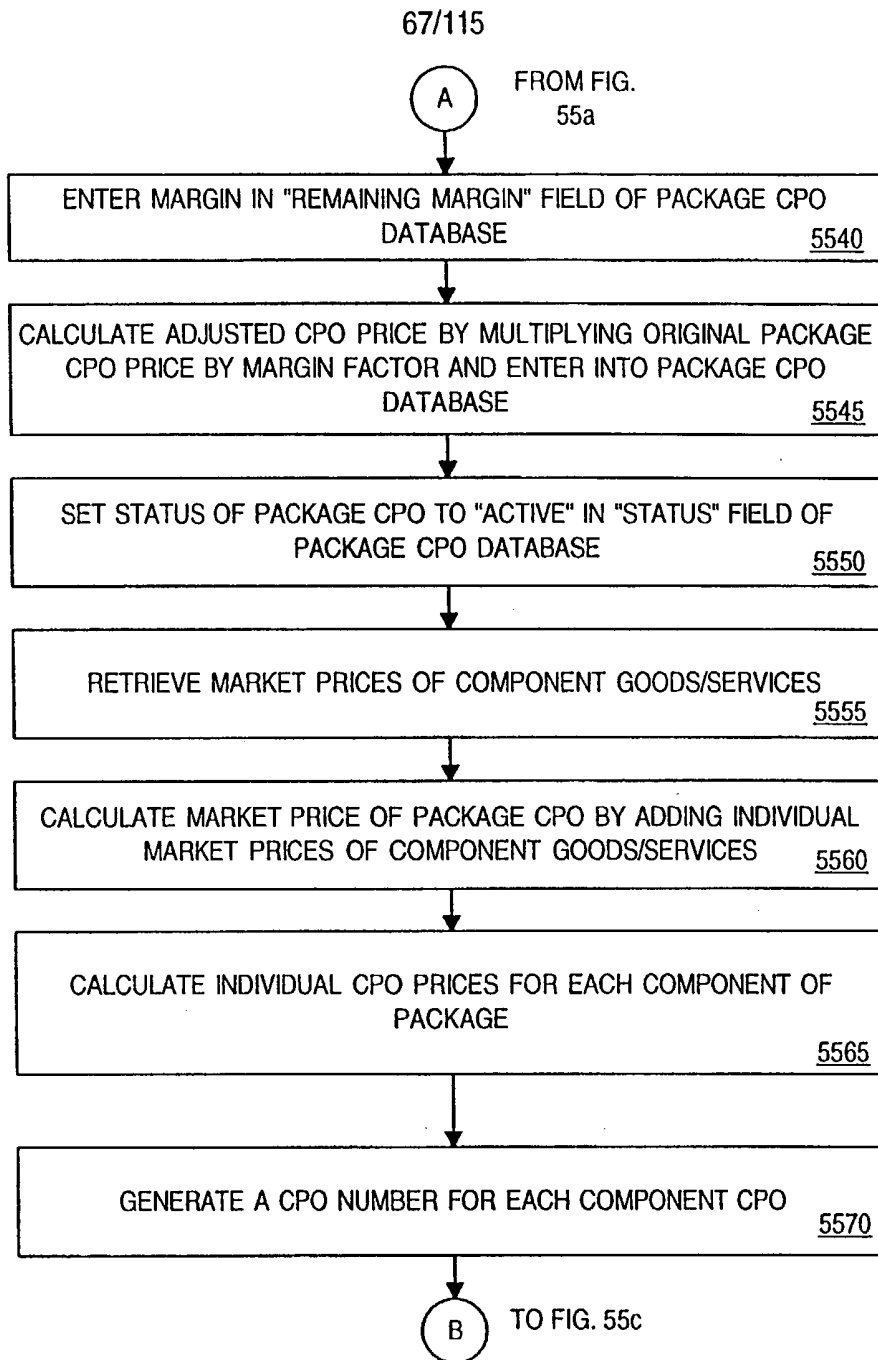 67/115
A
FROM FIG.
55a
ENTER MARGIN IN "REMAINING MARGIN" FIELD OF PACKAGE CPO
DATABASE
5540
CALCULATE ADJUSTED CPO PRICE BY MULTIPLYING ORIGINAL PACKAGE
CPO PRICE BY MARGIN FACTOR AND ENTER INTO PACKAGE CPO
DATABASE
5545
SET STATUS OF PACKAGE CPO TO "ACTIVE" IN "STATUS" FIELD OF
PACKAGE CPO DATABASE
5550
RETRIEVE MARKET PRICES OF COMPONENT GOODS/SERVICES
5555
CALCULATE MARKET PRICE OF PACKAGE CPO BY ADDING INDIVIDUAL
MARKET PRICES OF COMPONENT GOODS/SERVICES
5560
CALCULATE INDIVIDUAL CPO PRICES FOR EACH COMPONENT OF
PACKAGE
5565
GENERATE A CPO NUMBER FOR EACH COMPONENT CPO
5570
B
TO FIG. 55c